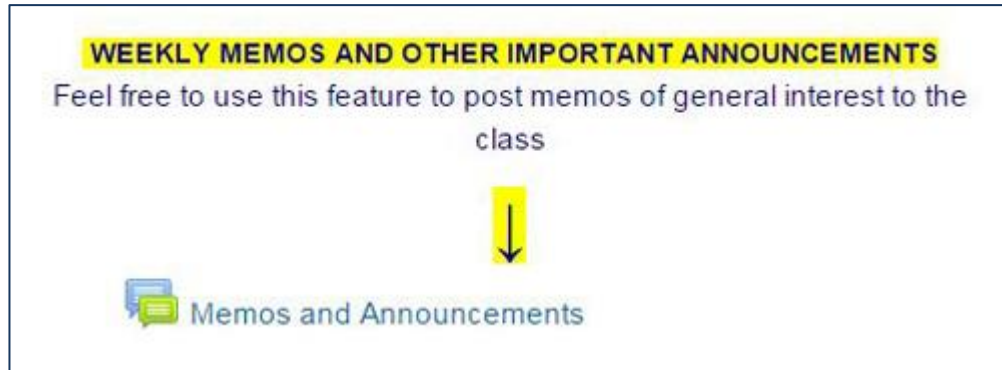 WEEKLY MEMOS AND OTHER IMPORTANT ANNOUNCEMENTS
Feel free to use this feature to post memos of general interest to the
class
↓
Memos and Announcements